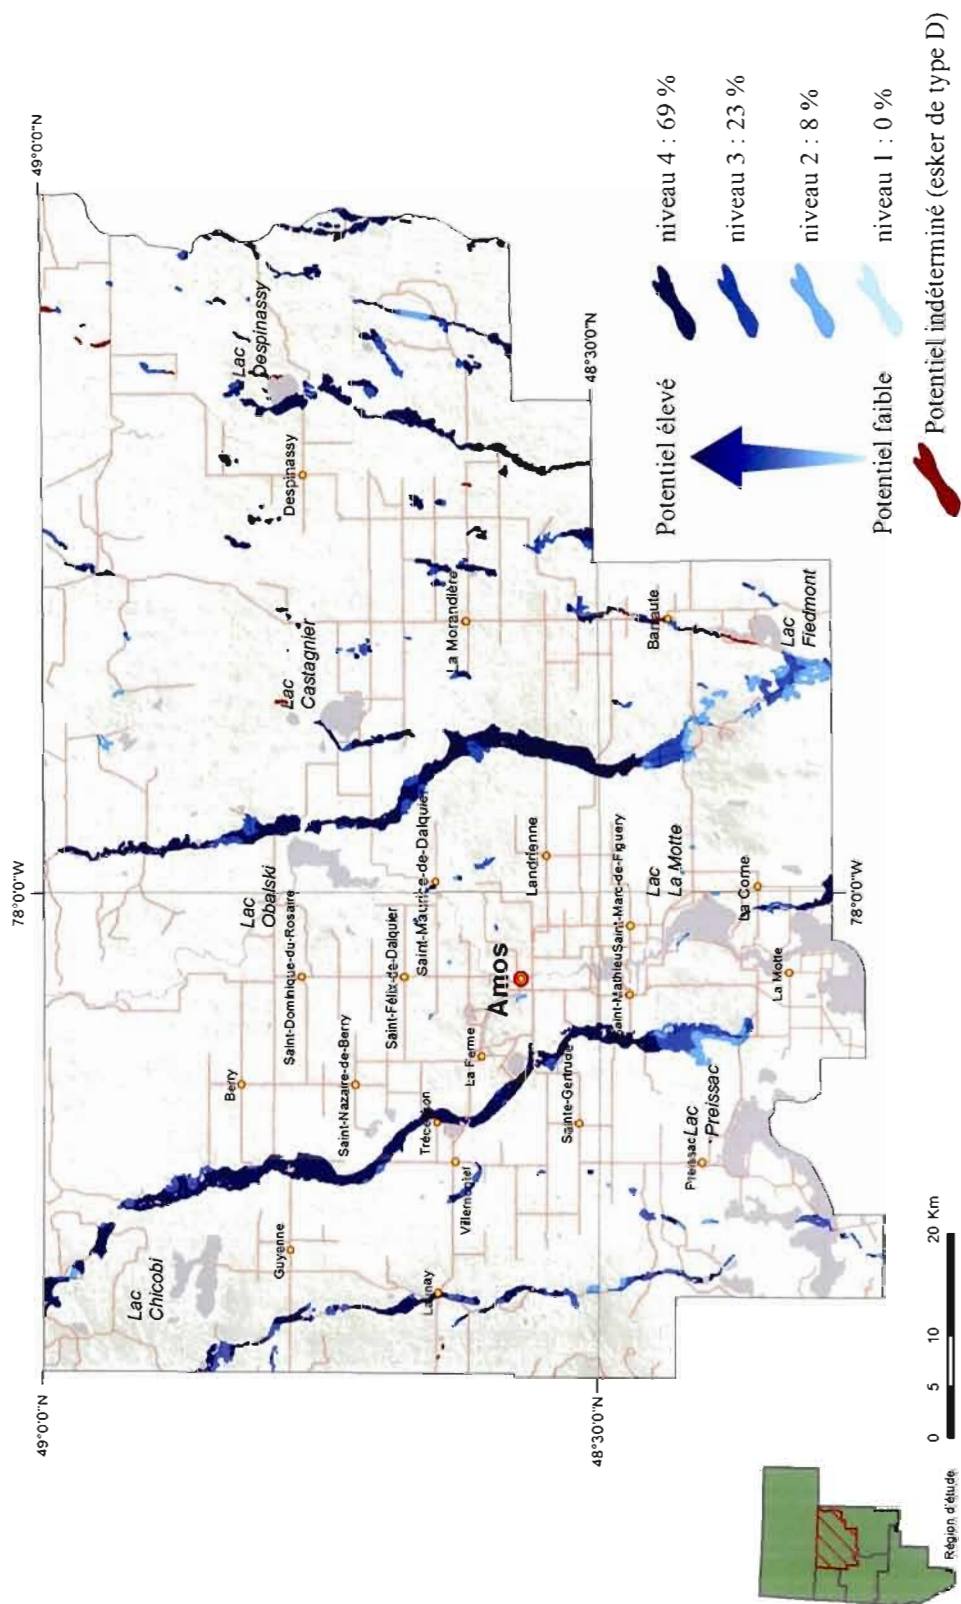 49°0'0"N
78°0'0"W
49°0'0"N
Lac
Chicobi
Guyenne
Berry
Saint-Dominique-du-Rosaire
Lac
Obalski
Saint-Nazaire-de-Berry
Saint-Félix-de-Dalquier
Saint-Maurice-de-Dalquier
Lac
Castagnier
La Morandière
Despinassy
Lac
Despinassy
Launay
Villemontel
Trécesson
La Ferme
Amos
Landrienne
Sainte-Gertrude
Saint-Mathieu
Saint-Marc-de-Figuery
Lac
La Motte
Barraute
Lac
Fiedmont
Preissac
Lac
Preissac
La Motte
La Corne
48°30'0"N
78°0'0"W
48°30'0"N
Potentiel élevé
Potentiel faible
niveau 4 : 69 %
niveau 3 : 23 %
niveau 2 : 8 %
niveau 1 : 0 %
Potentiel indéterminé (esker de type D)
Région d'étude
0 5 10 20 Km